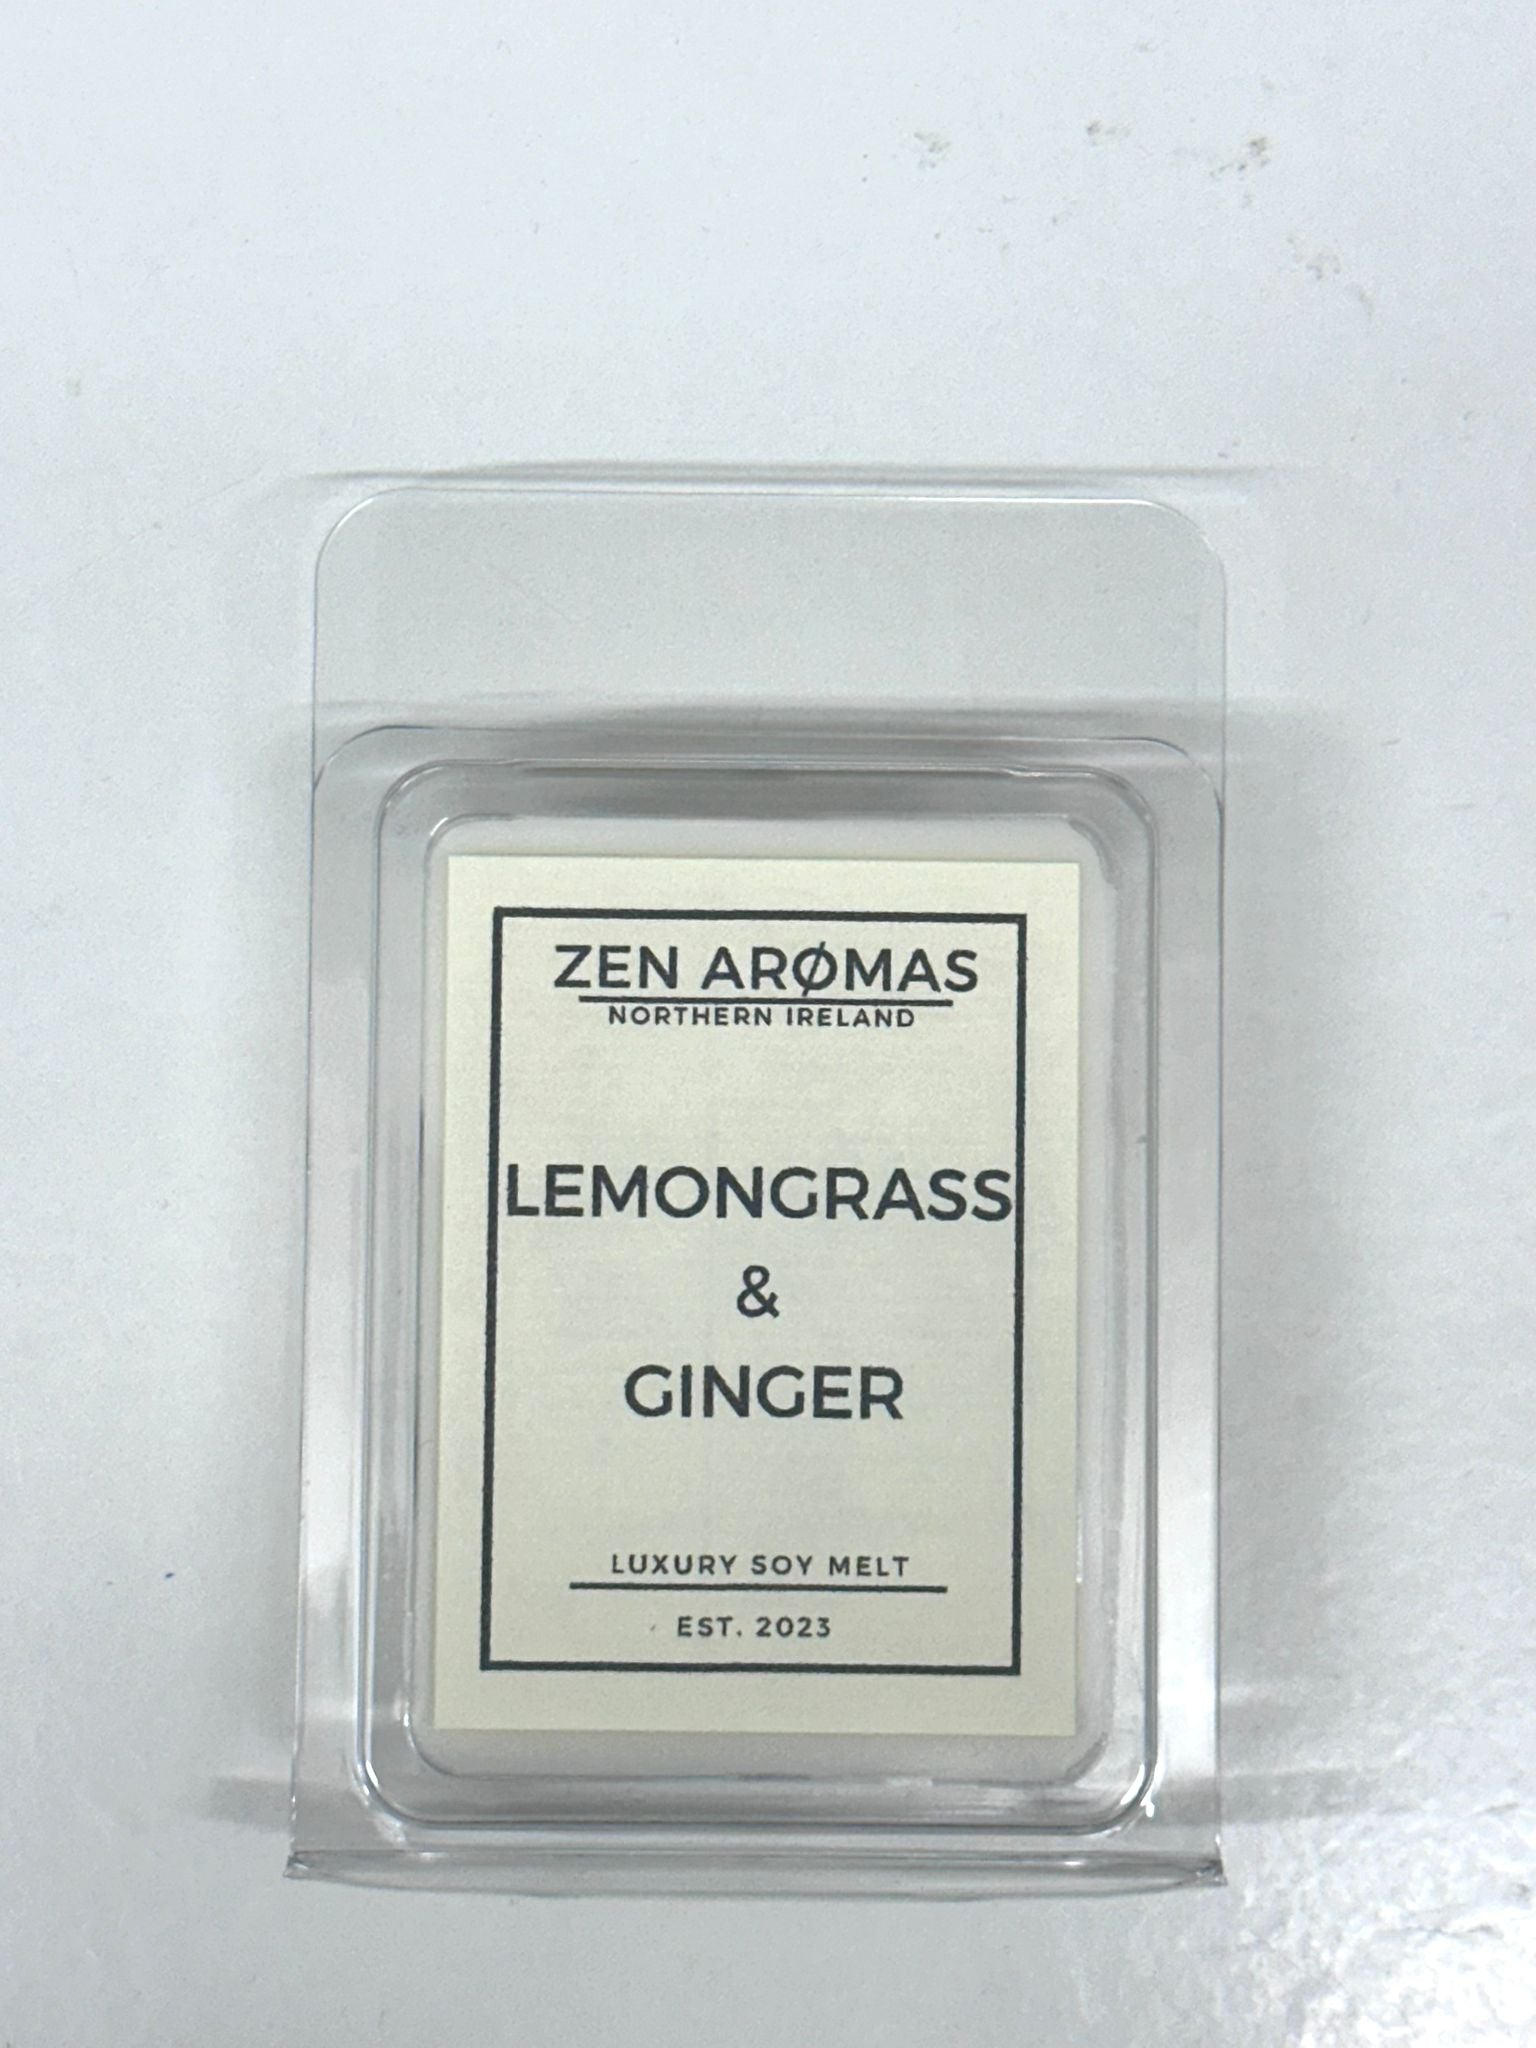 ZEN ARØMAS
NORTHERN IRELAND
LEMONGRASS
&
GINGER
LUXURY SOY MELT
EST. 2023